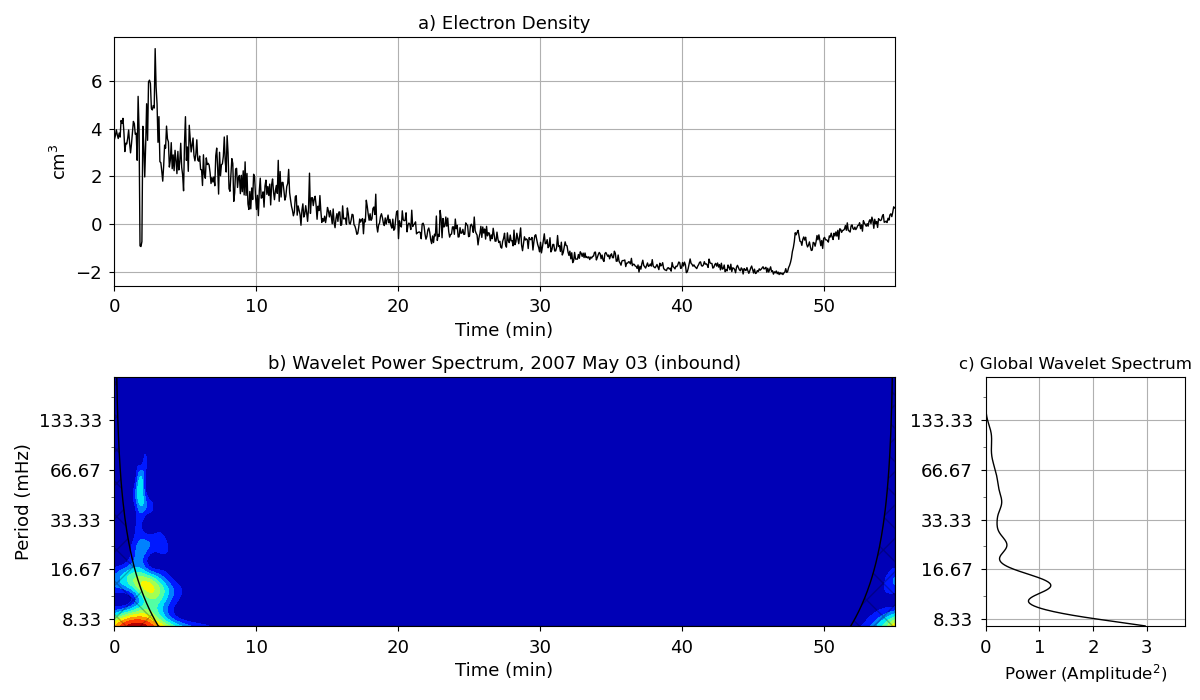 a) Electron Density
cm³
6
4
2
0
−2
0 10 20 30 40 50
Time (min)
b) Wavelet Power Spectrum, 2007 May 03 (inbound)
Period (mHz)
133.33
66.67
33.33
16.67
8.33
0 10 20 30 40 50
Time (min)
c) Global Wavelet Spectrum
133.33
66.67
33.33
16.67
8.33
0 1 2 3
Power (Amplitude²)